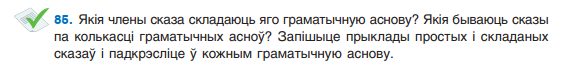 85. Якія члены сказа складаюць яго граматычную аснову? Якія бываюць сказы
па колькасці граматычных асноў? Запішыце прыклады простых і складаных
сказаў і падкрэсліце ў кожным граматычную аснову.